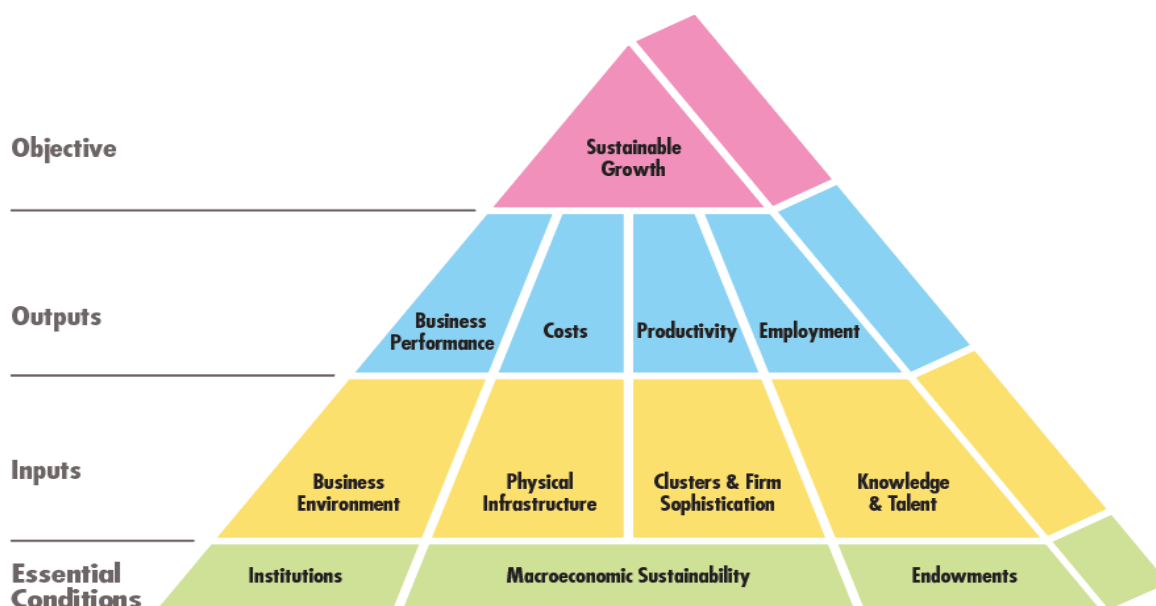 Objective
Sustainable
Growth
Outputs
Business
Performance
Costs
Productivity
Employment
Inputs
Business
Environment
Physical
Infrastructure
Clusters & Firm
Sophistication
Knowledge
& Talent
Essential
Conditions
Institutions
Macroeconomic Sustainability
Endowments